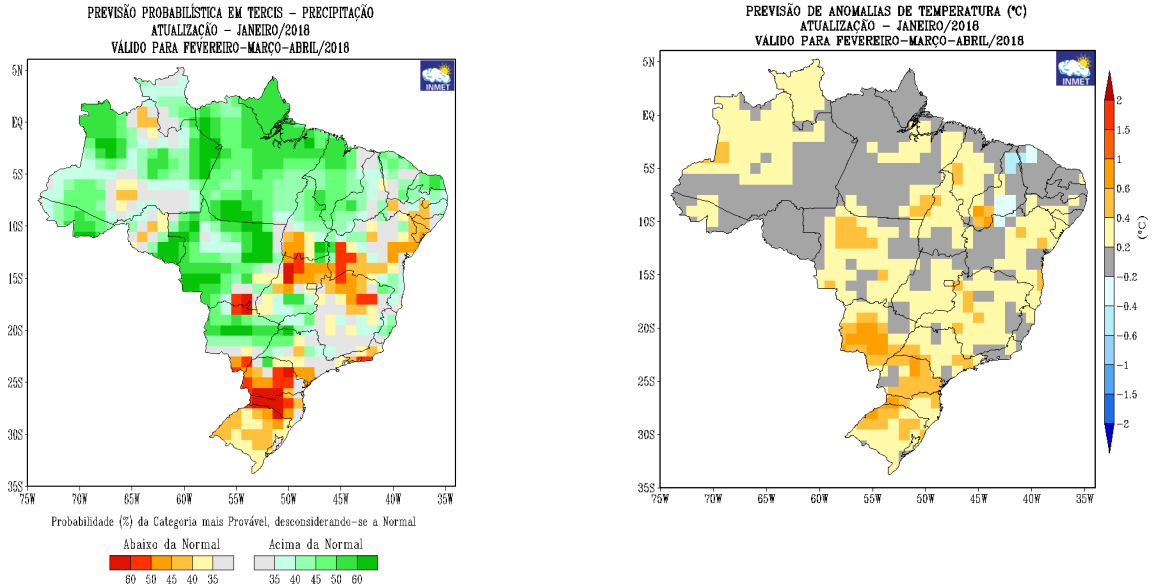 PREVISÃO PROBABILÍSTICA EM TERCIS – PRECIPITAÇÃO
ATUALIZAÇÃO – JANEIRO/2018
VÁLIDO PARA FEVEREIRO–MARÇO–ABRIL/2018
5N
EQ
5S
10S
15S
20S
25S
30S
35S
INMET
75W 70W 65W 60W 55W 50W 45W 40W 35W
Probabilidade (%) da Categoria mais Provável, desconsiderando–se a Normal
Abaixo da Normal Acima da Normal
60 50 45 40 35 35 40 45 50 60
PREVISÃO DE ANOMALIAS DE TEMPERATURA (°C)
ATUALIZAÇÃO – JANEIRO/2018
VÁLIDO PARA FEVEREIRO–MARÇO–ABRIL/2018
5N
EQ
5S
10S
15S
20S
25S
30S
35S
INMET
75W 70W 65W 60W 55W 50W 45W 40W 35W
2
1.5
1
0.6
0.4
0.2
−0.2
−0.4
−0.6
−1
−1.5
−2
(°C)